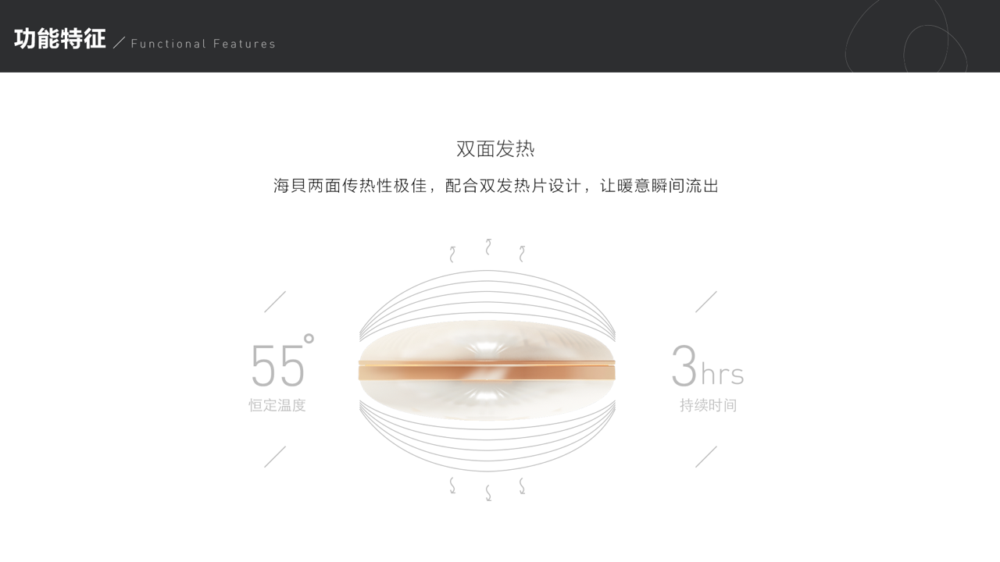 功能特征 / Functional Features
双面发热
海贝两面传热性极佳，配合双发热片设计，让暖意瞬间流出
55°
恒定温度
3hrs
持续时间